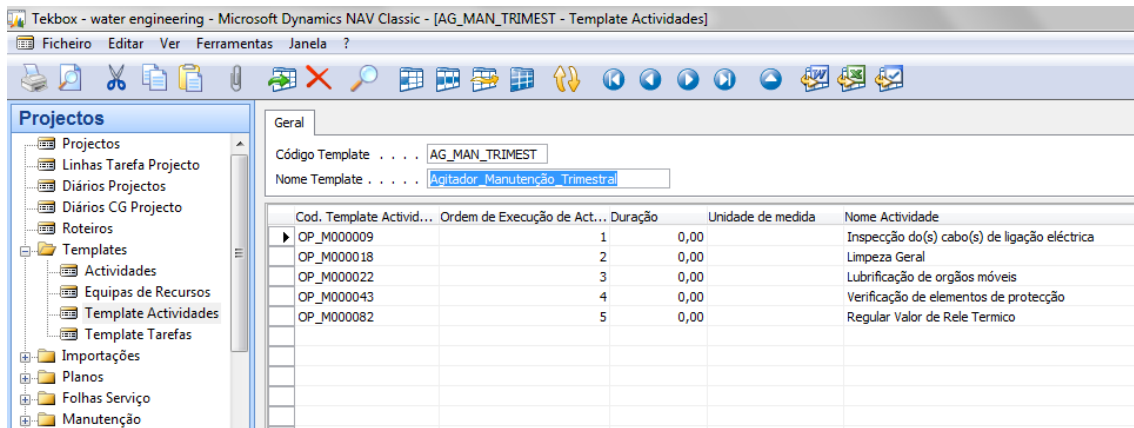 Tekbox - water engineering - Microsoft Dynamics NAV Classic - [AG_MAN_TRIMEST - Template Actividades]
Ficheiro Editar Ver Ferramentas Janela ?
Projectos
Projectos
Linhas Tarefa Projecto
Diários Projectos
Diários CG Projecto
Roteiros
Templates
Actividades
Equipas de Recursos
Template Actividades
Template Tarefas
Importações
Planos
Folhas Serviço
Manutenção
Geral
Código Template . . . . AG_MAN_TRIMEST
Nome Template . . . . . Agitador_Manutenção_Trimestral
Cod. Template Activid... Ordem de Execução de Act... Duração Unidade de medida Nome Actividade
OP_M000009 1 0,00 Inspecção do(s) cabo(s) de ligação eléctrica
OP_M000018 2 0,00 Limpeza Geral
OP_M000022 3 0,00 Lubrificação de orgãos móveis
OP_M000043 4 0,00 Verificação de elementos de protecção
OP_M000082 5 0,00 Regular Valor de Rele Termico